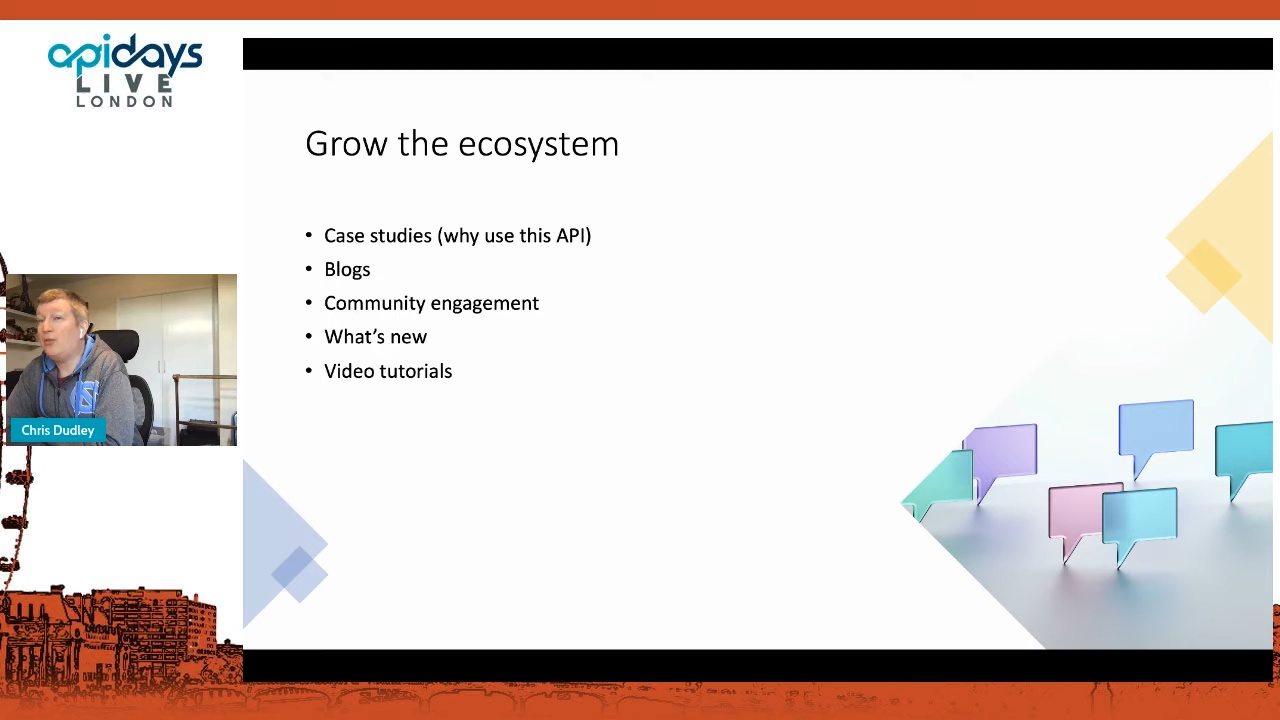 apidays
LIVE
LONDON
Grow the ecosystem
• Case studies (why use this API)
• Blogs
• Community engagement
• What's new
• Video tutorials
Chris Dudley